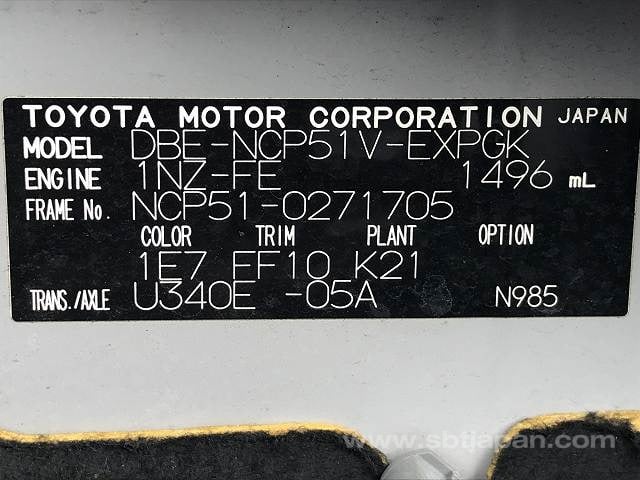 TOYOTA MOTOR CORPORATION JAPAN
MODEL DBE-NCP51V-EXPGK
ENGINE 1NZ-FE 1496 mL
FRAME No. NCP51-0271705
COLOR TRIM PLANT OPTION
1E7 FF10 K21
TRANS./AXLE U340E -05A N985
www.sbtjapan.com